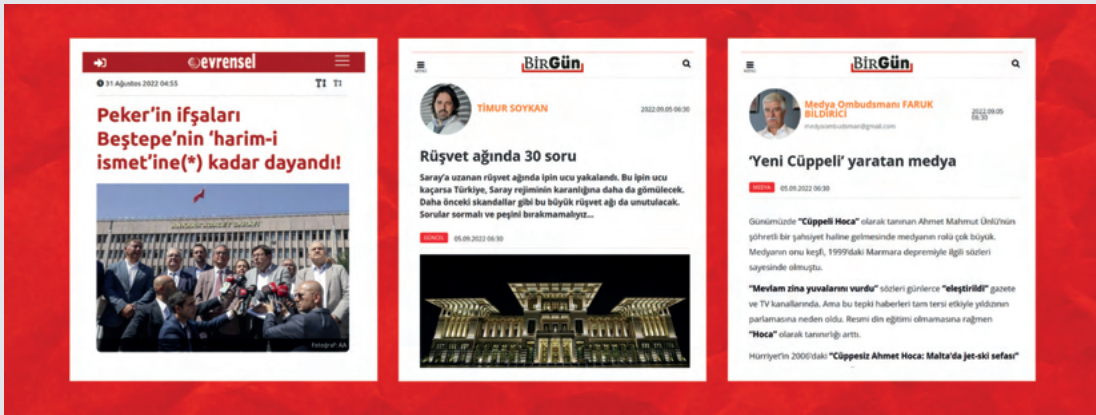 evrensel
31 Ağustos 2022 04:55
Peker'in ifşaları
Beştepe'nin 'harim-i
ismet'ine(*) kadar dayandı!
Fotoğraf: AA
MENU
BİRGün
TİMUR SOYKAN
2022.09.05 06:30
Rüşvet ağında 30 soru
Saray'a uzanan rüşvet ağında ipin ucu yakalandı. Bu ipin ucu
kaçarsa Türkiye, Saray rejiminin karanlığına daha da gömülecek.
Daha önceki skandallar gibi bu büyük rüşvet ağı da unutulacak.
Sorular sormalı ve peşini bırakmamalıyız...
GÜNCEL 05.09.2022 06:30
MENU
BİRGün
Medya Ombudsmanı FARUK
BİLDİRİCİ
medyaombudsman@gmail.com
2022.09.05
06:30
'Yeni Cüppeli' yaratan medya
MEDYA 05.09.2022 06:30
Günümüzde "Cüppeli Hoca" olarak tanınan Ahmet Mahmut Ünlü'nün
şöhretli bir şahsiyet haline gelmesinde medyanın rolü çok büyük.
Medyanın onu keşfi, 1999'daki Marmara depremiyle ilgili sözleri
sayesinde olmuştu.
"Mevlam zina yuvalarını vurdu" sözleri günlerce "eleştirildi" gazete
ve TV kanallarında. Ama bu tepki haberleri tam tersi etkiyle yıldızının
parlamasına neden oldu. Resmi din eğitimi olmamasına rağmen
"Hoca" olarak tanınırlığı arttı.
Hürriyet'in 2006'daki "Cüppesiz Ahmet Hoca: Malta'da jet-ski sefası"